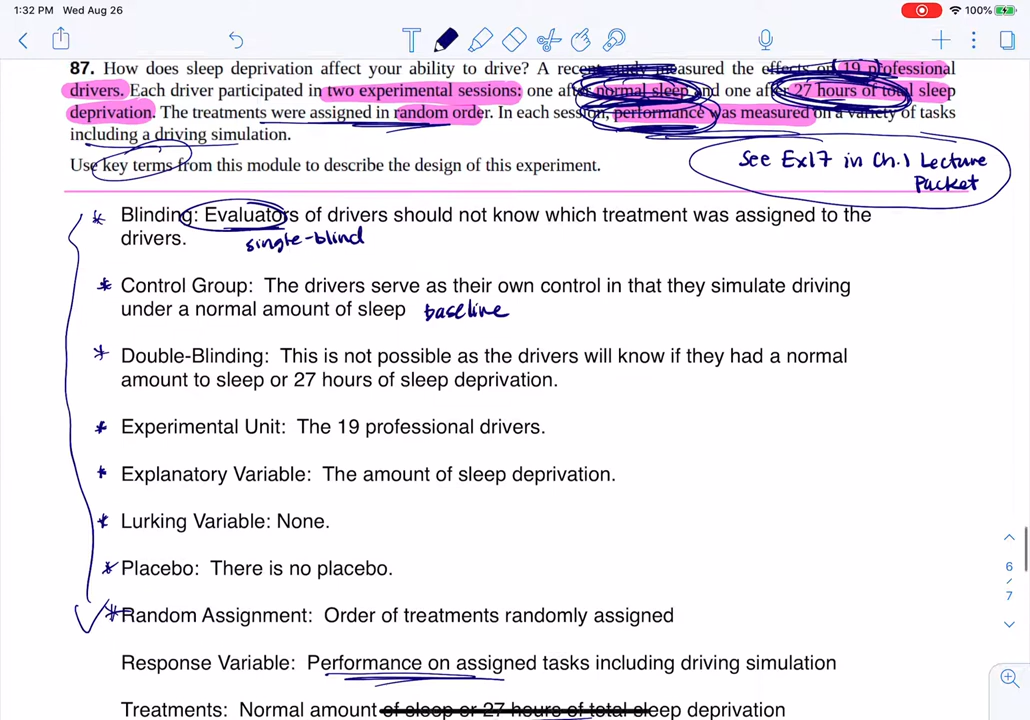 1:32 PM Wed Aug 26
100%
87. How does sleep deprivation affect your ability to drive? A recent study measured the effects on 19 professional
drivers. Each driver participated in two experimental sessions: one after normal sleep and one after 27 hours of total sleep
deprivation. The treatments were assigned in random order. In each session, performance was measured on a variety of tasks
including a driving simulation.
Use key terms from this module to describe the design of this experiment.
See Ex17 in Ch.1 Lecture
Packet
* Blinding: Evaluators of drivers should not know which treatment was assigned to the
drivers.
single-blind
* Control Group: The drivers serve as their own control in that they simulate driving
under a normal amount of sleep baseline
* Double-Blinding: This is not possible as the drivers will know if they had a normal
amount to sleep or 27 hours of sleep deprivation.
* Experimental Unit: The 19 professional drivers.
* Explanatory Variable: The amount of sleep deprivation.
* Lurking Variable: None.
* Placebo: There is no placebo.
* Random Assignment: Order of treatments randomly assigned
Response Variable: Performance on assigned tasks including driving simulation
Treatments: Normal amount of sleep or 27 hours of total sleep deprivation
6
/
7